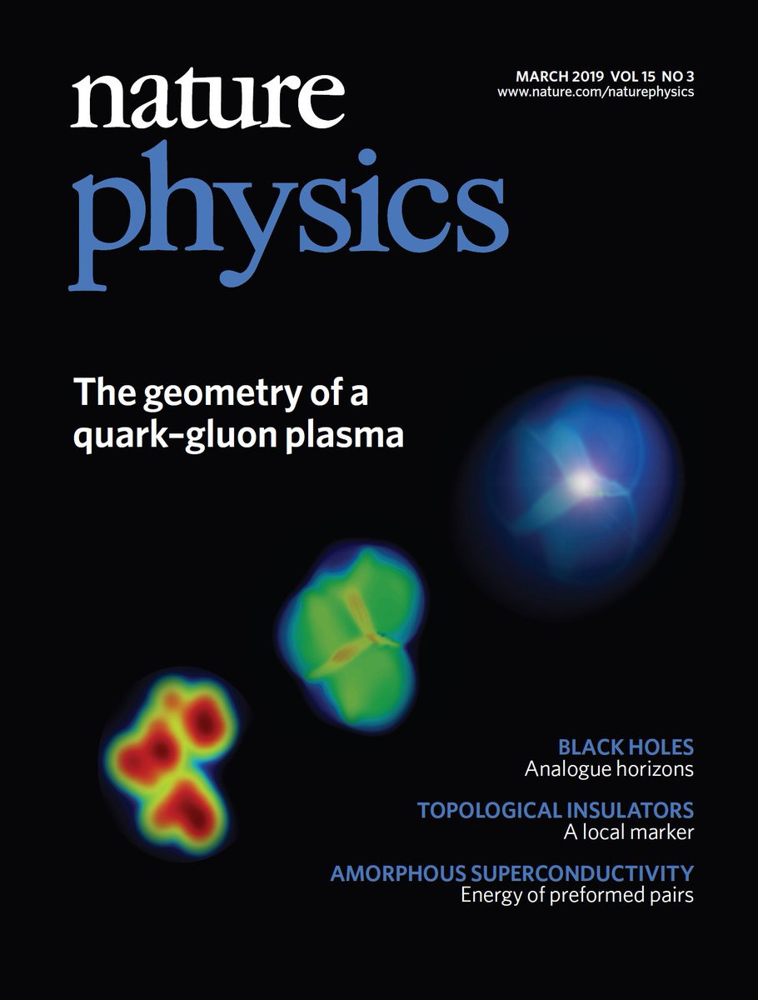 nature
physics
MARCH 2019 VOL 15 NO 3
www.nature.com/naturephysics
The geometry of a
quark–gluon plasma
BLACK HOLES
Analogue horizons
TOPOLOGICAL INSULATORS
A local marker
AMORPHOUS SUPERCONDUCTIVITY
Energy of preformed pairs